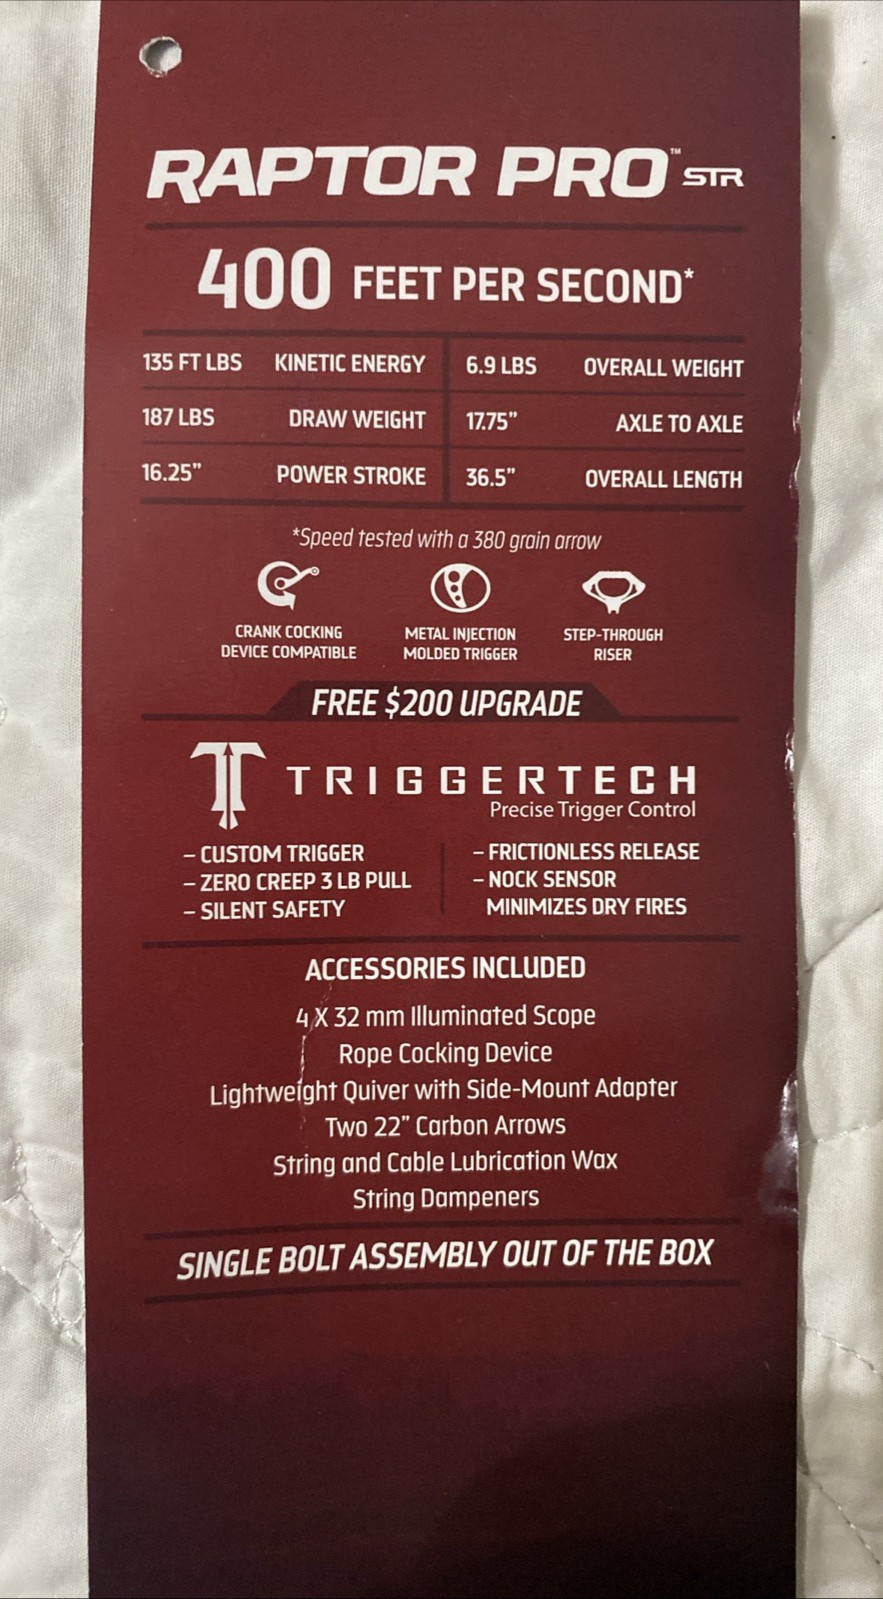 RAPTOR PRO™ STR
400 FEET PER SECOND*
135 FT LBS KINETIC ENERGY 6.9 LBS OVERALL WEIGHT
187 LBS DRAW WEIGHT 17.75” AXLE TO AXLE
16.25” POWER STROKE 36.5” OVERALL LENGTH
*Speed tested with a 380 grain arrow
CRANK COCKING
DEVICE COMPATIBLE
METAL INJECTION
MOLDED TRIGGER
STEP-THROUGH
RISER
FREE $200 UPGRADE
TRIGGERTECH
Precise Trigger Control
– CUSTOM TRIGGER
– ZERO CREEP 3 LB PULL
– SILENT SAFETY
– FRICTIONLESS RELEASE
– NOCK SENSOR
MINIMIZES DRY FIRES
ACCESSORIES INCLUDED
4 X 32 mm Illuminated Scope
Rope Cocking Device
Lightweight Quiver with Side-Mount Adapter
Two 22” Carbon Arrows
String and Cable Lubrication Wax
String Dampeners
SINGLE BOLT ASSEMBLY OUT OF THE BOX